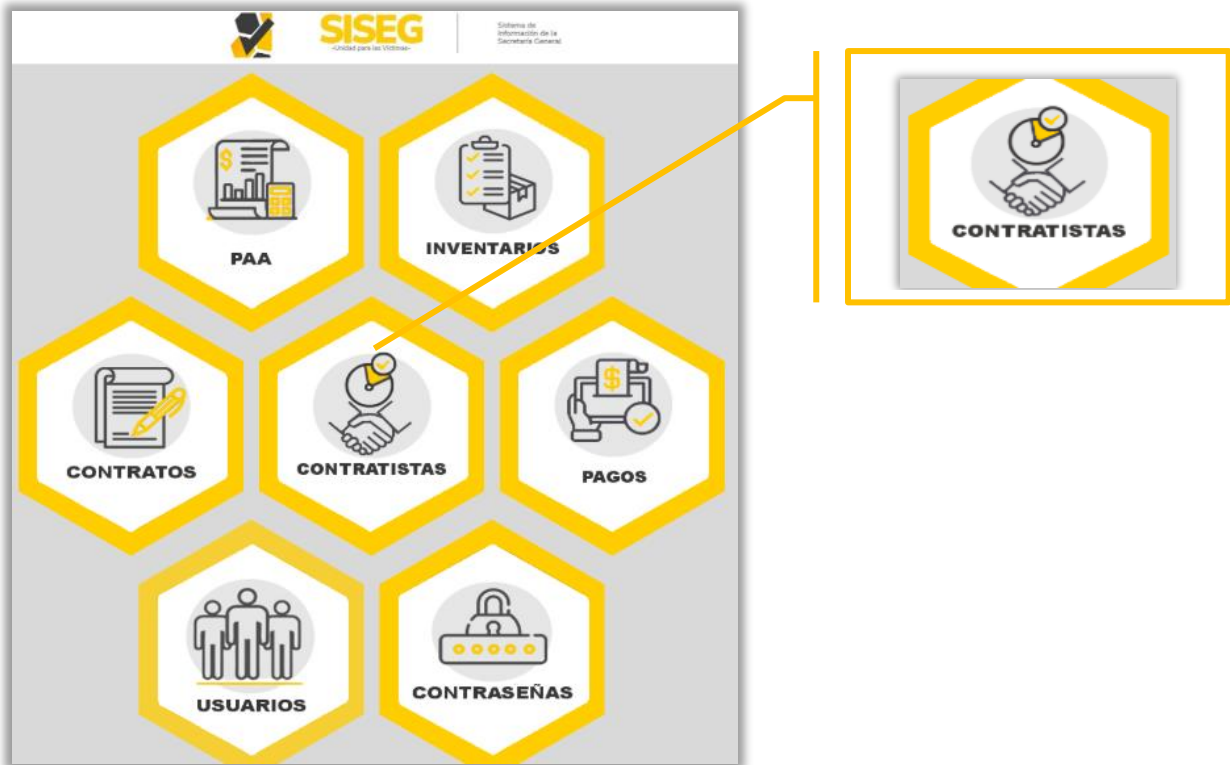 SISEG
-Unidad para las Víctimas-
Sistema de
Información de la
Secretaría General
PAA
INVENTARIOS
CONTRATOS
CONTRATISTAS
PAGOS
USUARIOS
CONTRASEÑAS
CONTRATISTAS